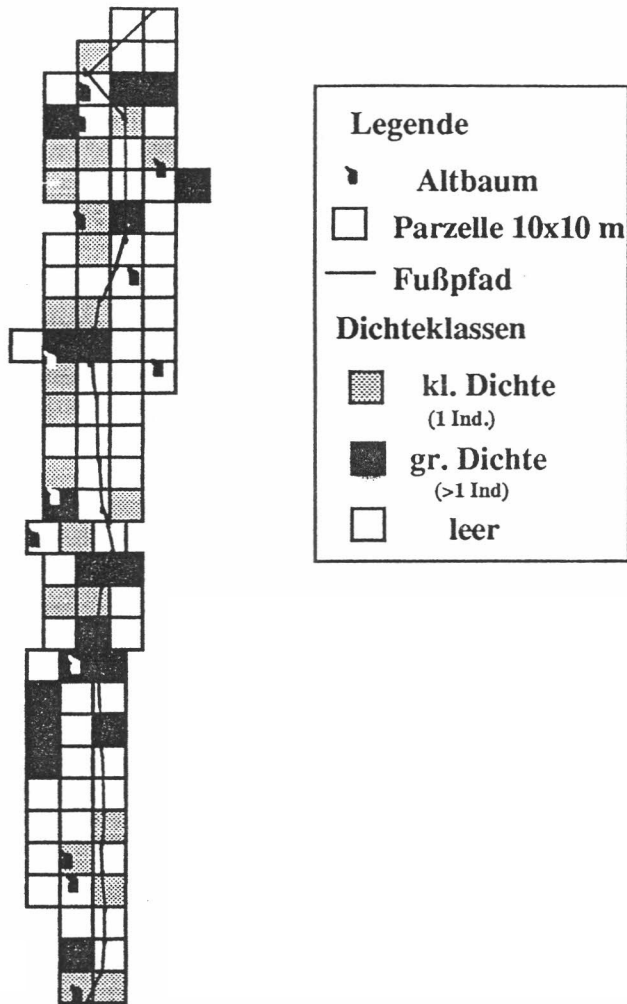 Legende
Altbaum
Parzelle 10x10 m
Fußpfad
Dichteklassen
kl. Dichte
(1 Ind.)
gr. Dichte
(>1 Ind)
leer